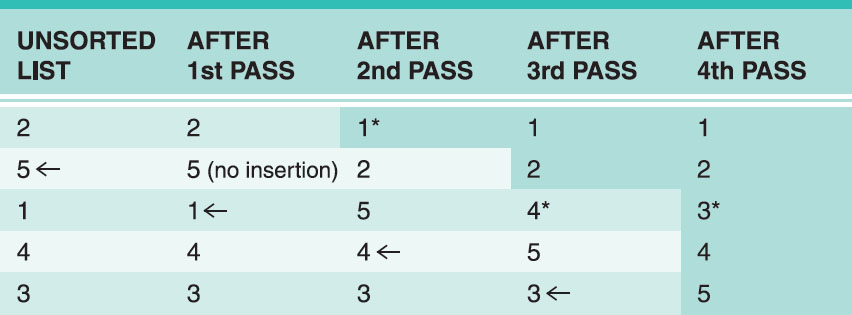 UNSORTED LIST AFTER 1st PASS AFTER 2nd PASS AFTER 3rd PASS AFTER 4th PASS
2 2 1* 1 1
5 ← 5 (no insertion) 2 2 2
1 1 ← 5 4* 3*
4 4 4 ← 5 4
3 3 3 3 ← 5